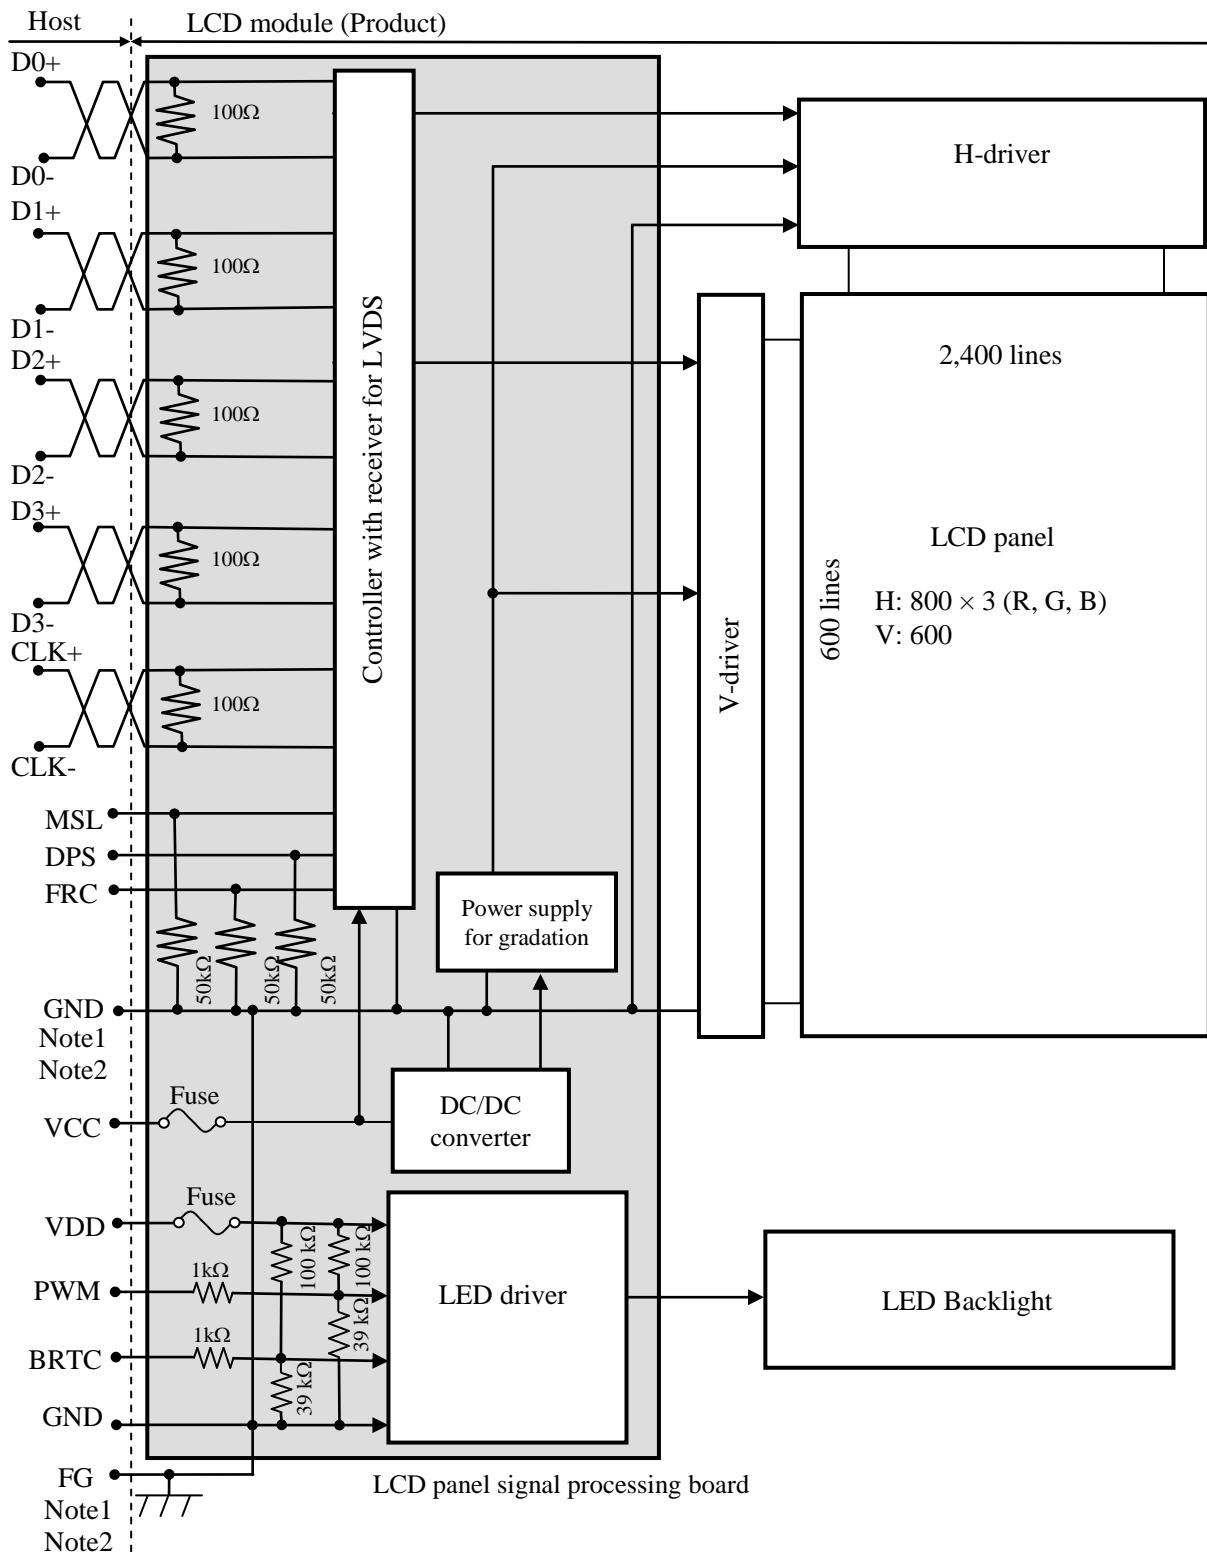 Host
LCD module (Product)
D0+
100Ω
D0-
D1+
100Ω
D1-
D2+
100Ω
D2-
D3+
100Ω
D3-
CLK+
100Ω
CLK-
MSL
DPS
FRC
50kΩ
50kΩ
50kΩ
GND
Note1
Note2
Controller with receiver for LVDS
H-driver
V-driver
2,400 lines
600 lines
LCD panel
H: 800 × 3 (R, G, B)
V: 600
Power supply
for gradation
VCC
Fuse
DC/DC
converter
VDD
Fuse
100 kΩ
100 kΩ
PWM
1kΩ
39 kΩ
BRTC
1kΩ
39 kΩ
GND
LED driver
LED Backlight
FG
Note1
Note2
LCD panel signal processing board